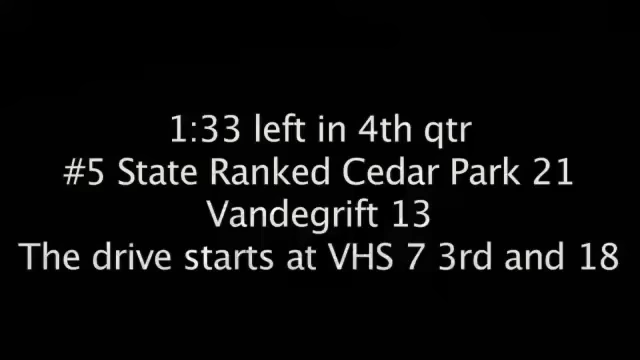 1:33 left in 4th qtr
#5 State Ranked Cedar Park 21
Vandegrift 13
The drive starts at VHS 7 3rd and 18